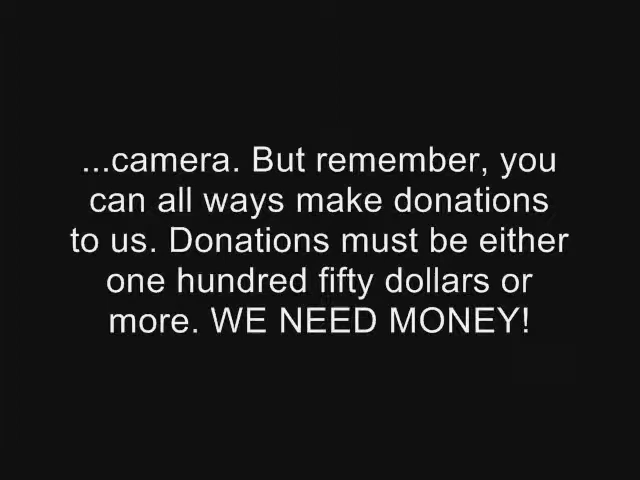 ...camera. But remember, you
can all ways make donations
to us. Donations must be either
one hundred fifty dollars or
more. WE NEED MONEY!